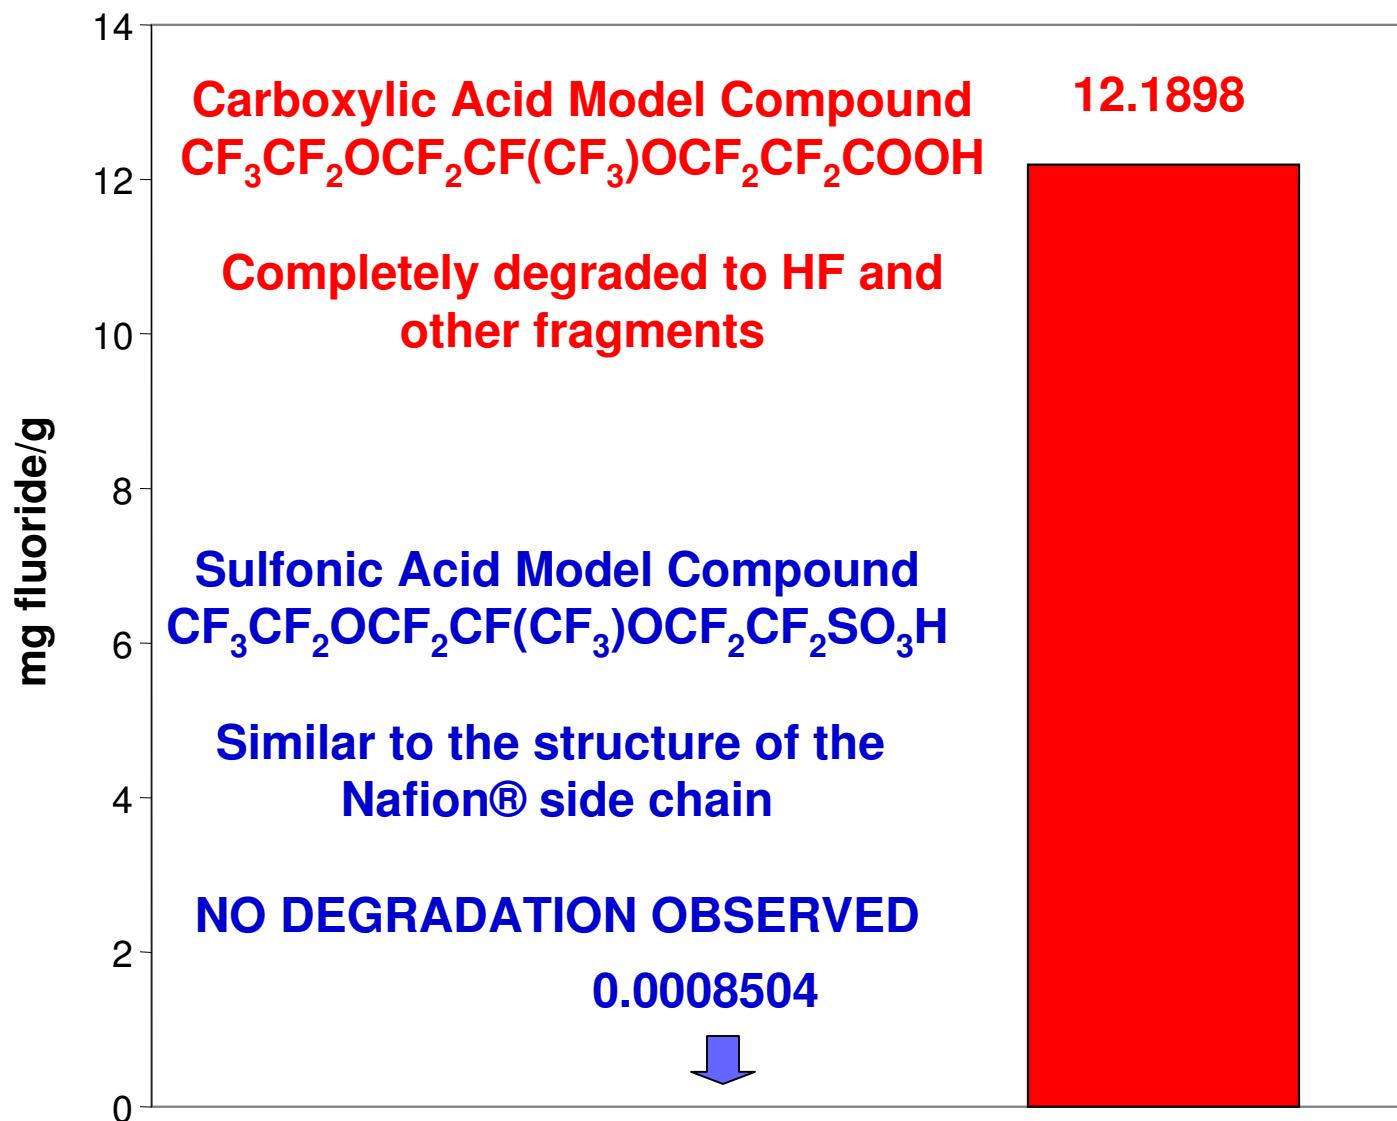 14
Carboxylic Acid Model Compound
12.1898
CF₃CF₂OCF₂CF(CF₃)OCF₂CF₂COOH
12
Completely degraded to HF and
other fragments
10
8
mg fluoride/g
Sulfonic Acid Model Compound
CF₃CF₂OCF₂CF(CF₃)OCF₂CF₂SO₃H
6
Similar to the structure of the
Nafion® side chain
4
NO DEGRADATION OBSERVED
2
0.0008504
0